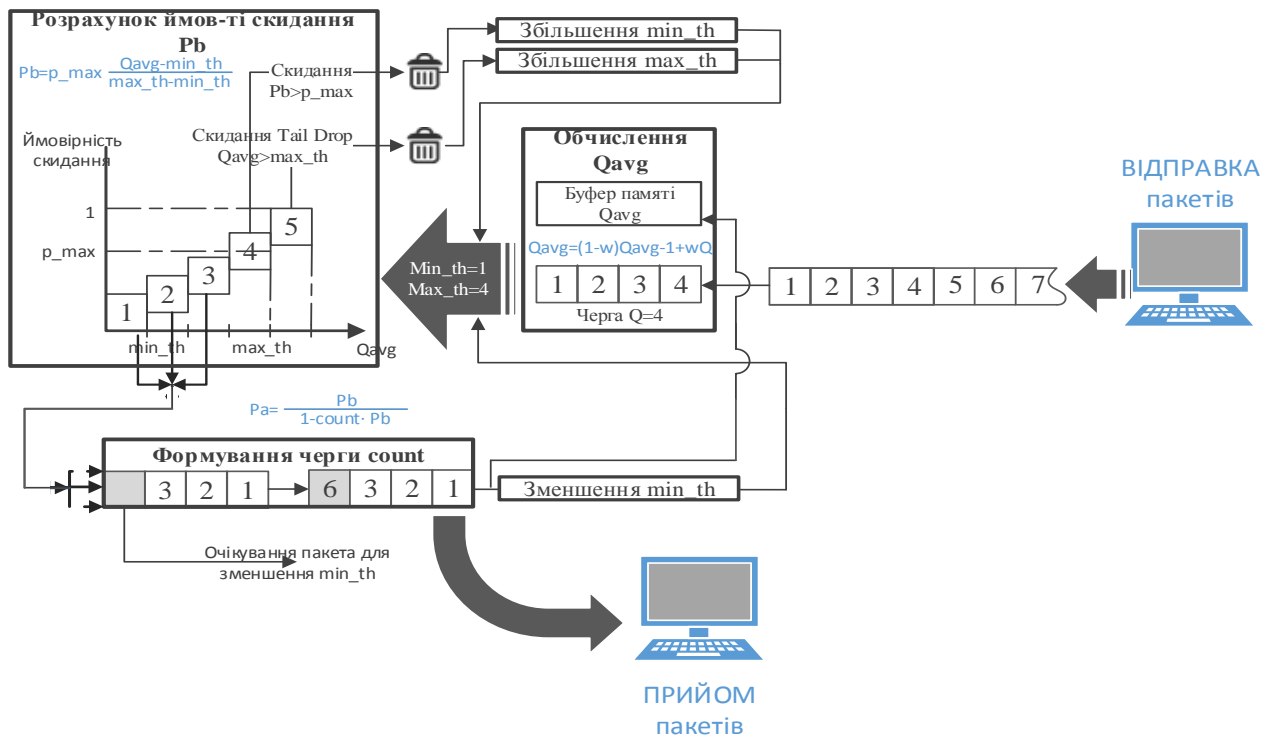 Розрахунок ймов-ті скидання
Pb
Pb=p_max
Qavg-min_th
max_th-min_th
Скидання
Pb>p_max
Скидання Tail Drop
Qavg>max_th
Ймовірність
скидання
1
p_max
1
2
3
4
5
min_th
max_th
Qavg
Збільшення min_th
Збільшення max_th
Min_th=1
Max_th=4
Обчислення
Qavg
Буфер памяті
Qavg
Qavg=(1-w)Qavg-1+wQ
1 2 3 4
Черга Q=4
1 2 3 4 5 6 7
ВІДПРАВКА
пакетів
Pa=
Pb
1-count· Pb
Формування черги count
3 2 1
6 3 2 1
Зменшення min_th
Очікування пакета для
зменшення min_th
ПРИЙОМ
пакетів